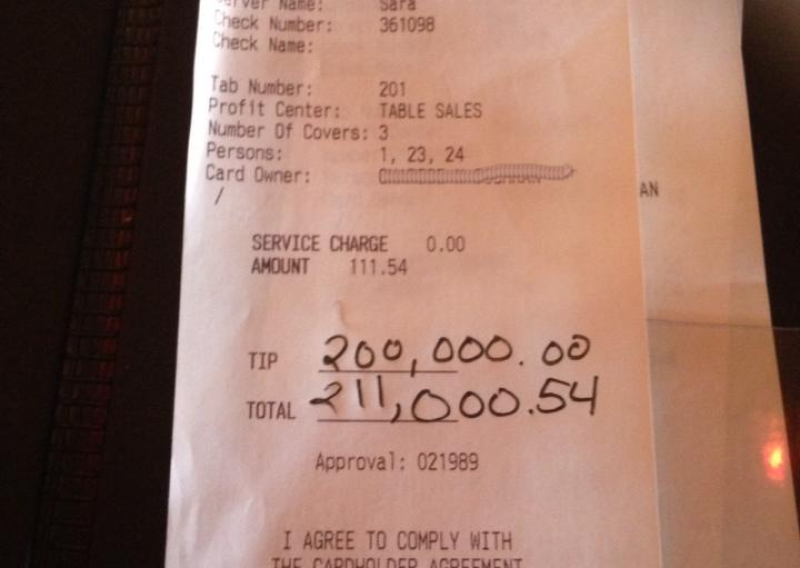 Server Name: Sara
Check Number: 361098
Check Name:
Tab Number: 201
Profit Center: TABLE SALES
Number Of Covers: 3
Persons: 1, 23, 24
Card Owner:
/
AN
SERVICE CHARGE 0.00
AMOUNT 111.54
TIP 200,000.00
TOTAL 211,000.54
Approval: 021989
I AGREE TO COMPLY WITH
THE CARDHOLDER AGREEMENT